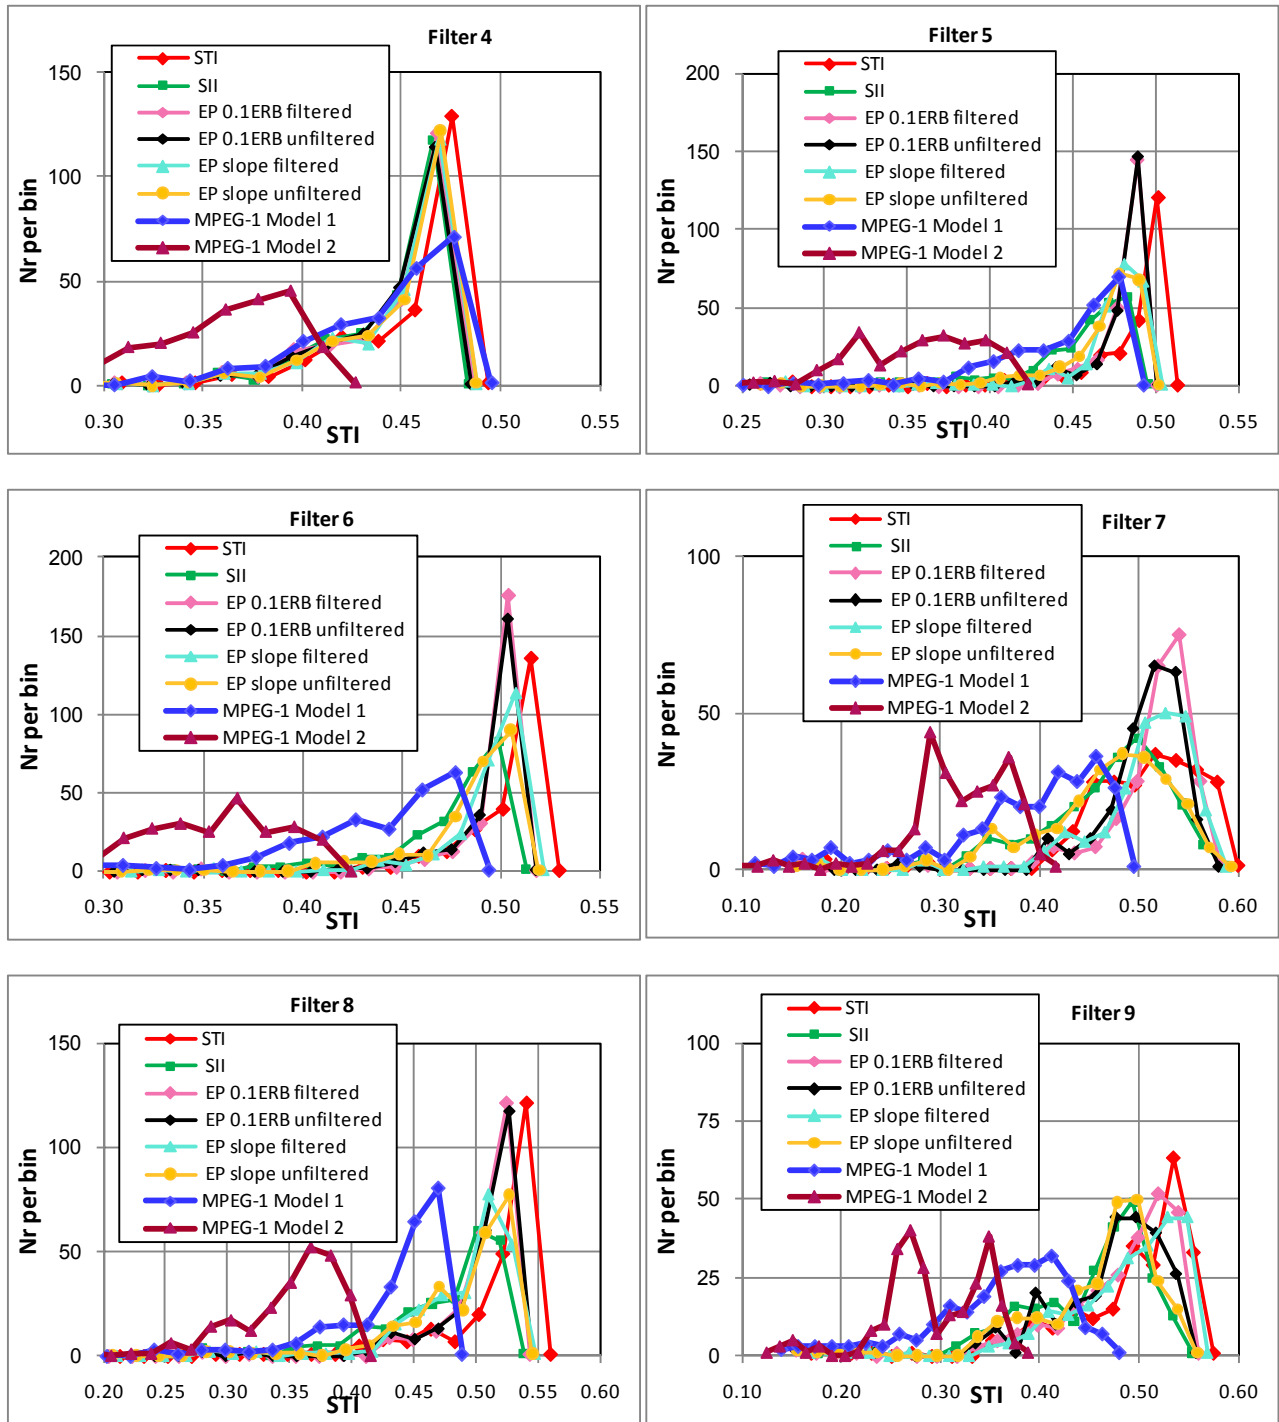 Filter 4
STI
SII
EP 0.1ERB filtered
EP 0.1ERB unfiltered
EP slope filtered
EP slope unfiltered
MPEG-1 Model 1
MPEG-1 Model 2
Nr per bin
150
100
50
0
0.30 0.35 0.40 0.45 0.50 0.55
STI
Filter 5
STI
SII
EP 0.1ERB filtered
EP 0.1ERB unfiltered
EP slope filtered
EP slope unfiltered
MPEG-1 Model 1
MPEG-1 Model 2
Nr per bin
200
150
100
50
0
0.25 0.30 0.35 0.40 0.45 0.50 0.55
STI
Filter 6
STI
SII
EP 0.1ERB filtered
EP 0.1ERB unfiltered
EP slope filtered
EP slope unfiltered
MPEG-1 Model 1
MPEG-1 Model 2
Nr per bin
200
150
100
50
0
0.30 0.35 0.40 0.45 0.50 0.55
STI
Filter 7
STI
SII
EP 0.1ERB filtered
EP 0.1ERB unfiltered
EP slope filtered
EP slope unfiltered
MPEG-1 Model 1
MPEG-1 Model 2
Nr per bin
100
50
0
0.10 0.20 0.30 0.40 0.50 0.60
STI
Filter 8
STI
SII
EP 0.1ERB filtered
EP 0.1ERB unfiltered
EP slope filtered
EP slope unfiltered
MPEG-1 Model 1
MPEG-1 Model 2
Nr per bin
150
100
50
0
0.20 0.25 0.30 0.35 0.40 0.45 0.50 0.55 0.60
STI
Filter 9
STI
SII
EP 0.1ERB filtered
EP 0.1ERB unfiltered
EP slope filtered
EP slope unfiltered
MPEG-1 Model 1
MPEG-1 Model 2
Nr per bin
100
75
50
25
0
0.10 0.20 0.30 0.40 0.50 0.60
STI